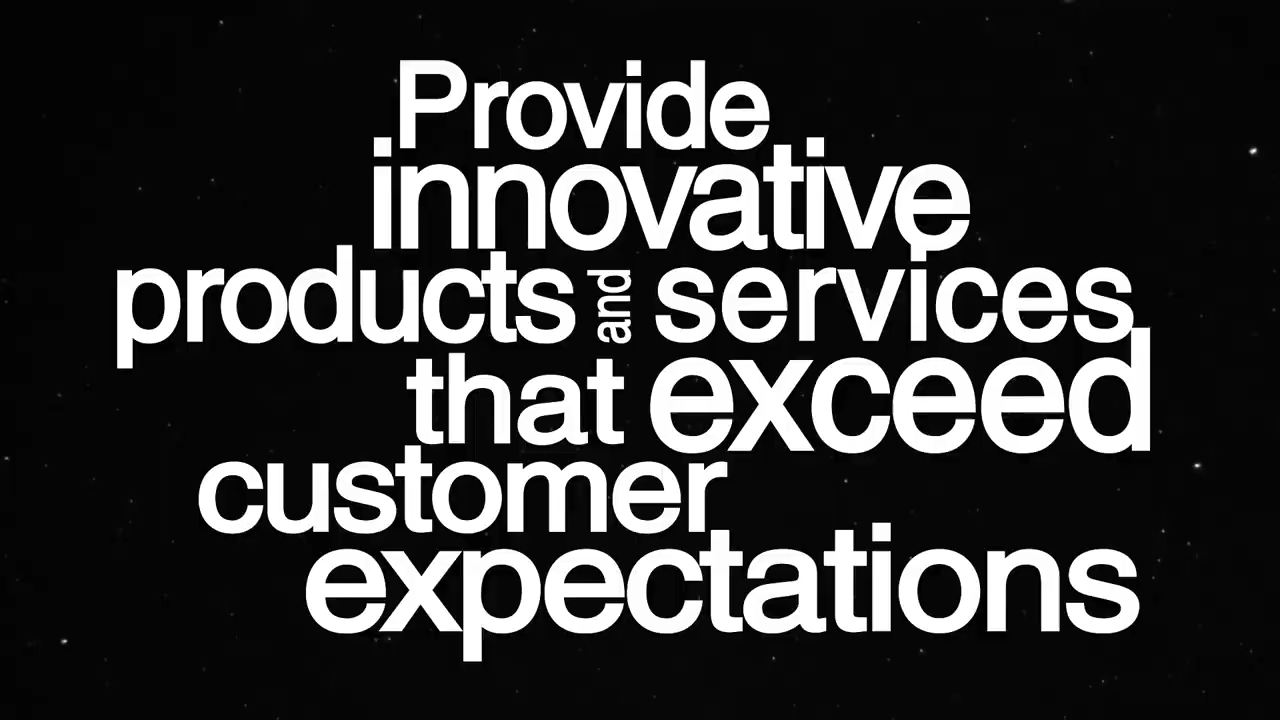 Provide
innovative
products and services
that exceed
customer
expectations